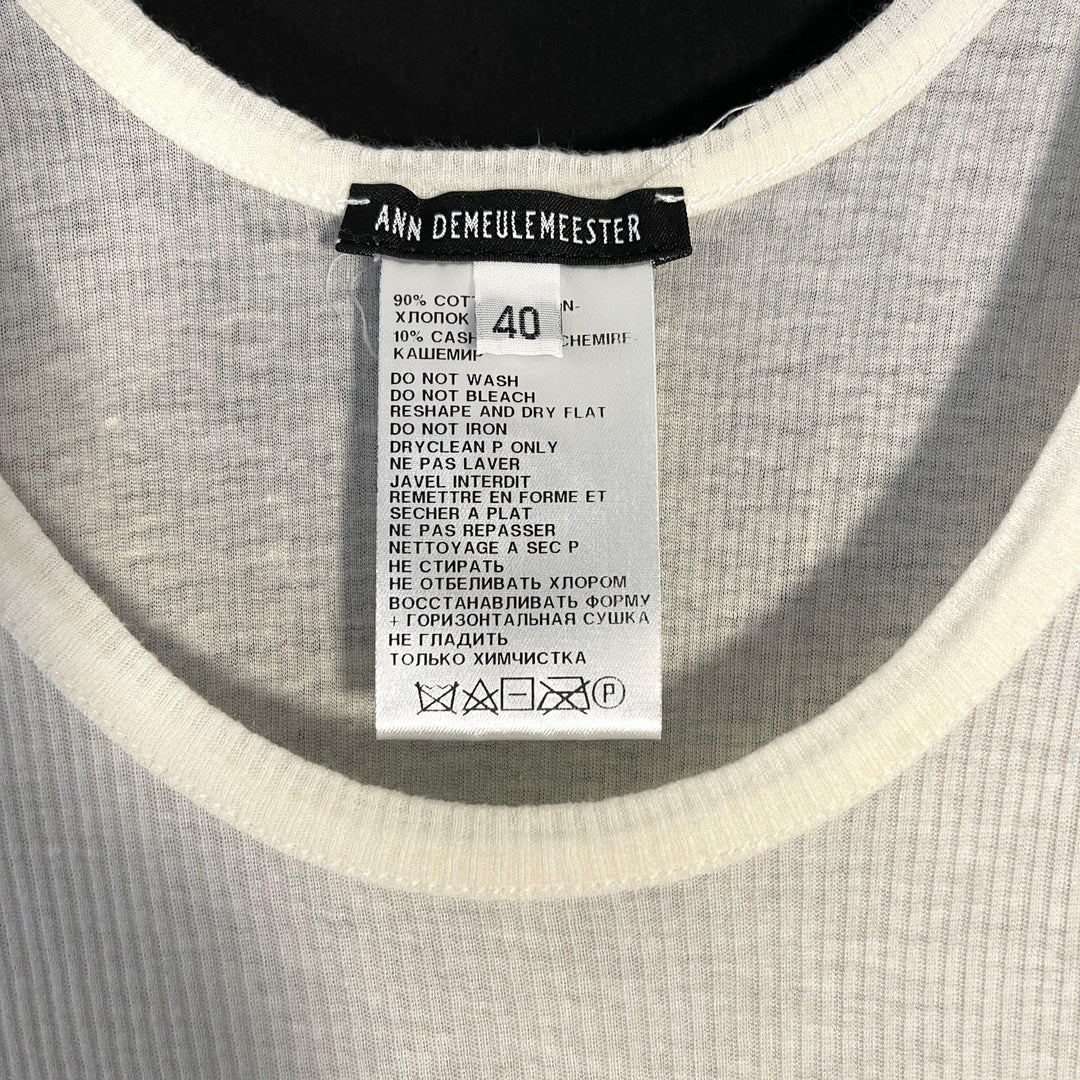 ANN DEMEULEMEESTER
40
90% COT N-
ХЛОПОК
10% CASH CHEMIRE-
КАШЕМИР
DO NOT WASH
DO NOT BLEACH
RESHAPE AND DRY FLAT
DO NOT IRON
DRYCLEAN P ONLY
NE PAS LAVER
JAVEL INTERDIT
REMETTRE EN FORME ET
SECHER A PLAT
NE PAS REPASSER
NETTOYAGE A SEC P
НЕ СТИРАТЬ
НЕ ОТБЕЛИВАТЬ ХЛОРОМ
ВОССТАНАВЛИВАТЬ ФОРМУ
+ ГОРИЗОНТАЛЬНАЯ СУШКА
НЕ ГЛАДИТЬ
ТОЛЬКО ХИМЧИСТКА
P